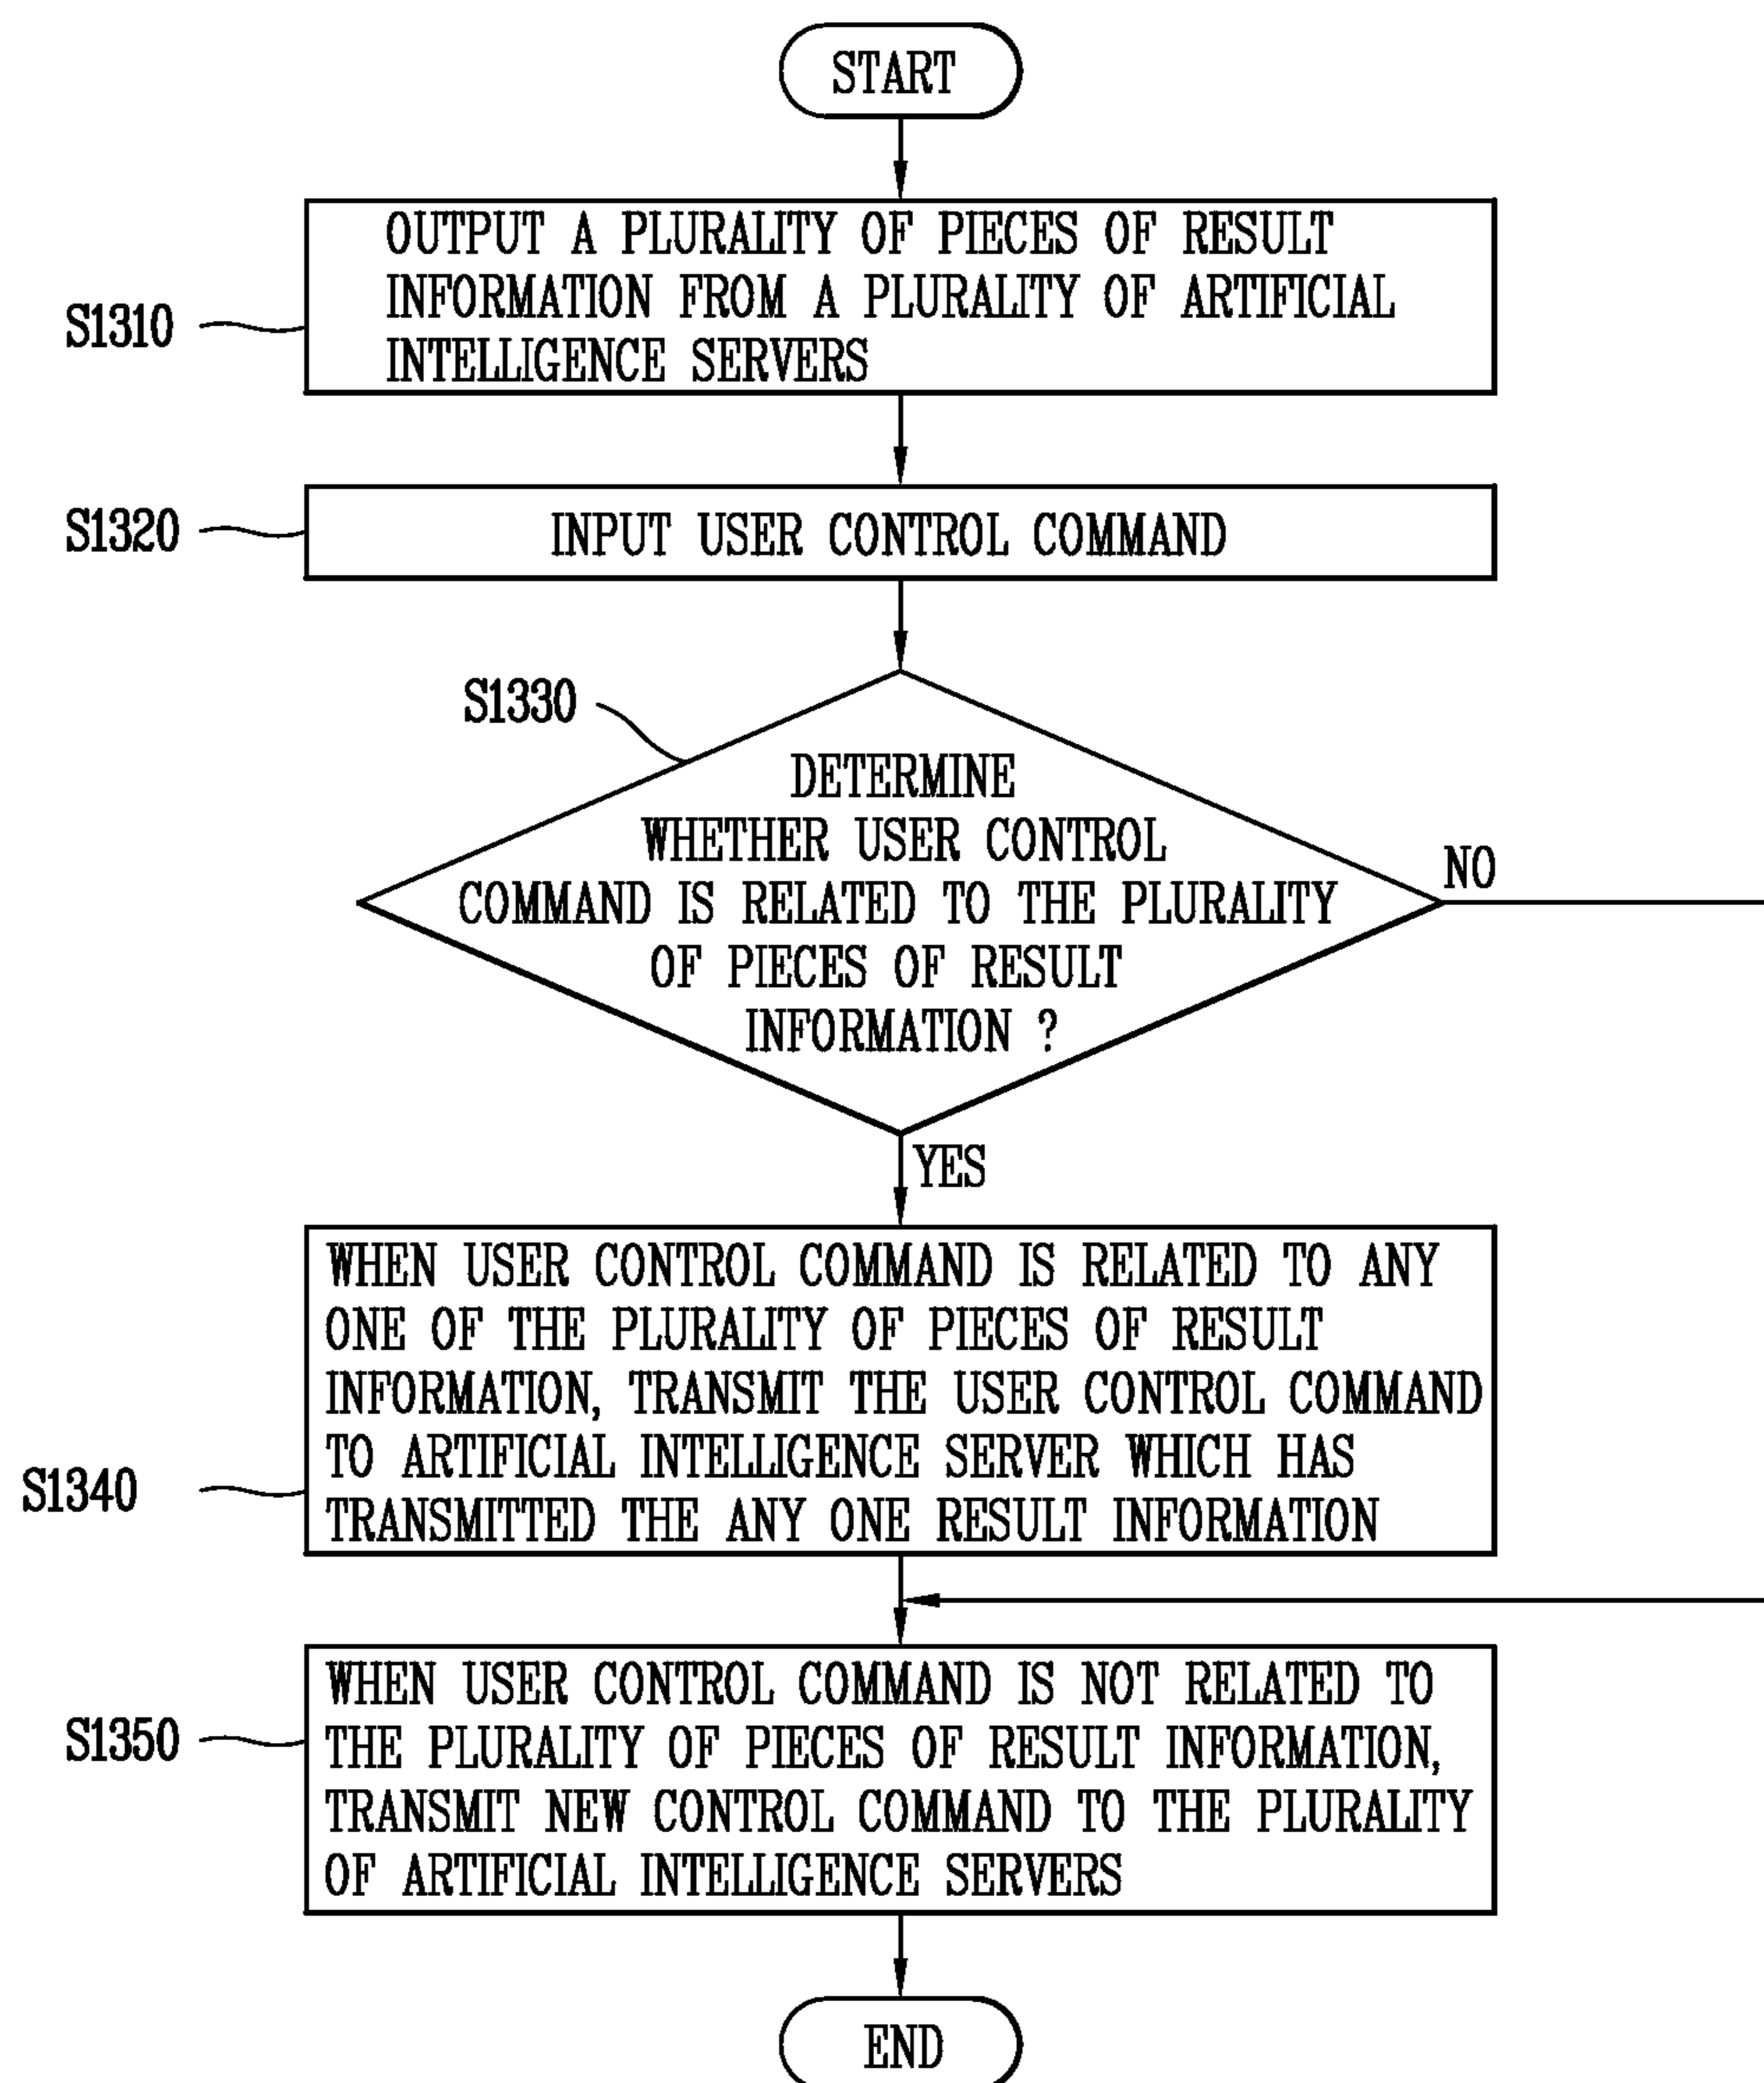 START
S1310
OUTPUT A PLURALITY OF PIECES OF RESULT
INFORMATION FROM A PLURALITY OF ARTIFICIAL
INTELLIGENCE SERVERS
S1320
INPUT USER CONTROL COMMAND
S1330
DETERMINE
WHETHER USER CONTROL
COMMAND IS RELATED TO THE PLURALITY
OF PIECES OF RESULT
INFORMATION ?
NO
YES
S1340
WHEN USER CONTROL COMMAND IS RELATED TO ANY
ONE OF THE PLURALITY OF PIECES OF RESULT
INFORMATION, TRANSMIT THE USER CONTROL COMMAND
TO ARTIFICIAL INTELLIGENCE SERVER WHICH HAS
TRANSMITTED THE ANY ONE RESULT INFORMATION
S1350
WHEN USER CONTROL COMMAND IS NOT RELATED TO
THE PLURALITY OF PIECES OF RESULT INFORMATION,
TRANSMIT NEW CONTROL COMMAND TO THE PLURALITY
OF ARTIFICIAL INTELLIGENCE SERVERS
END